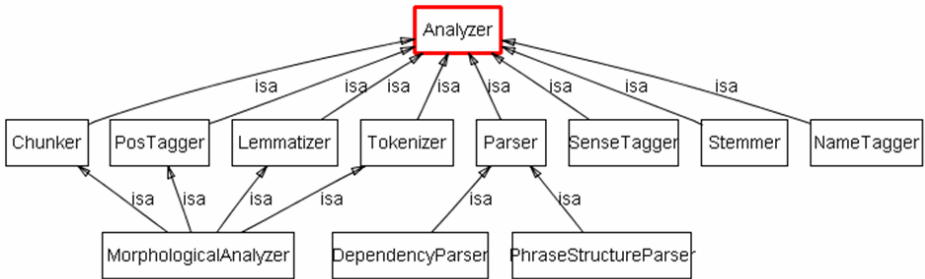 Analyzer
isa isa isa isa isa isa isa isa
Chunker PosTagger Lemmatizer Tokenizer Parser SenseTagger Stemmer NameTagger
isa isa isa isa isa isa
MorphologicalAnalyzer DependencyParser PhraseStructureParser